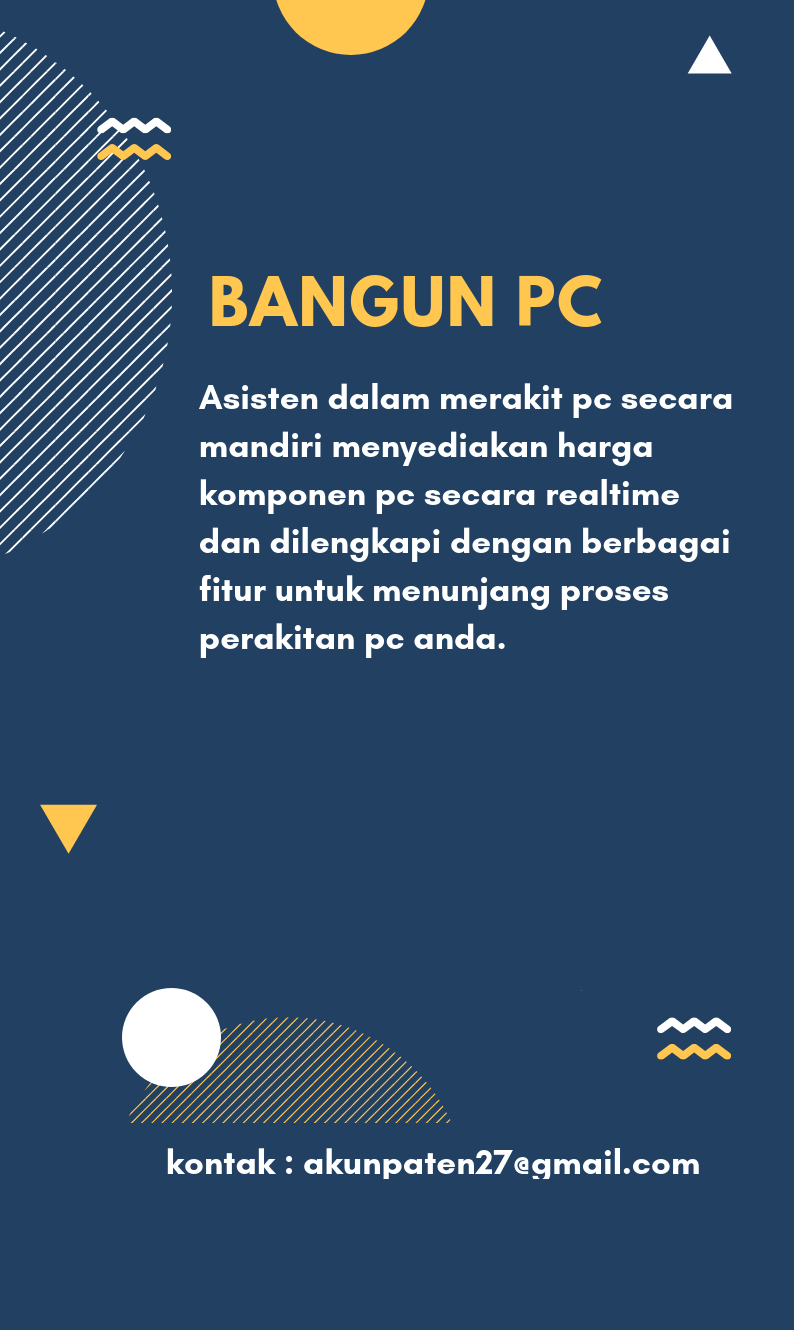 BANGUN PC
Asisten dalam merakit pc secara
mandiri menyediakan harga
komponen pc secara realtime
dan dilengkapi dengan berbagai
fitur untuk menunjang proses
perakitan pc anda.
kontak : akunpaten27@gmail.com